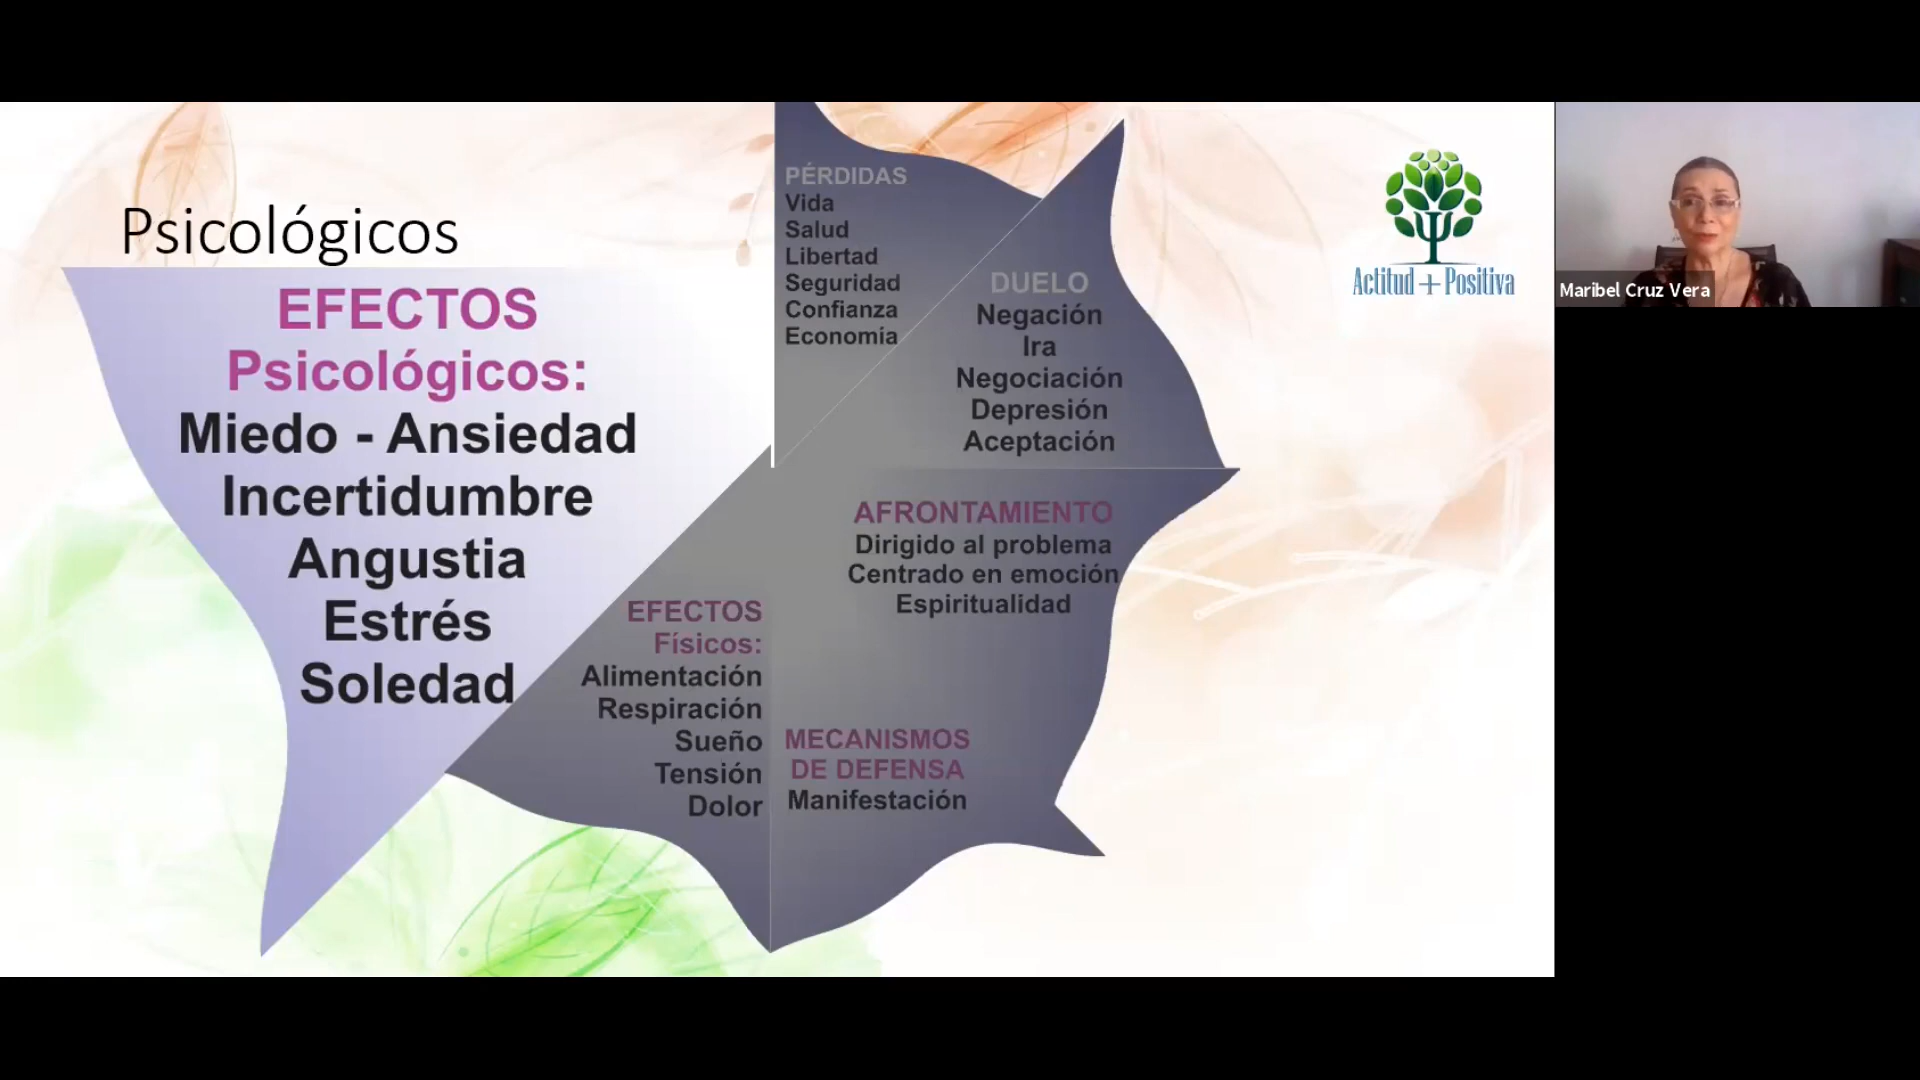 Psicológicos
EFECTOS
Psicológicos:
Miedo - Ansiedad
Incertidumbre
Angustia
Estrés
Soledad
PÉRDIDAS
Vida
Salud
Libertad
Seguridad
Confianza
Economía
DUELO
Negación
Ira
Negociación
Depresión
Aceptación
AFRONTAMIENTO
Dirigido al problema
Centrado en emoción
Espiritualidad
EFECTOS
Físicos:
Alimentación
Respiración
Sueño
Tensión
Dolor
MECANISMOS
DE DEFENSA
Manifestación
Actitud + Positiva
Maribel Cruz Vera